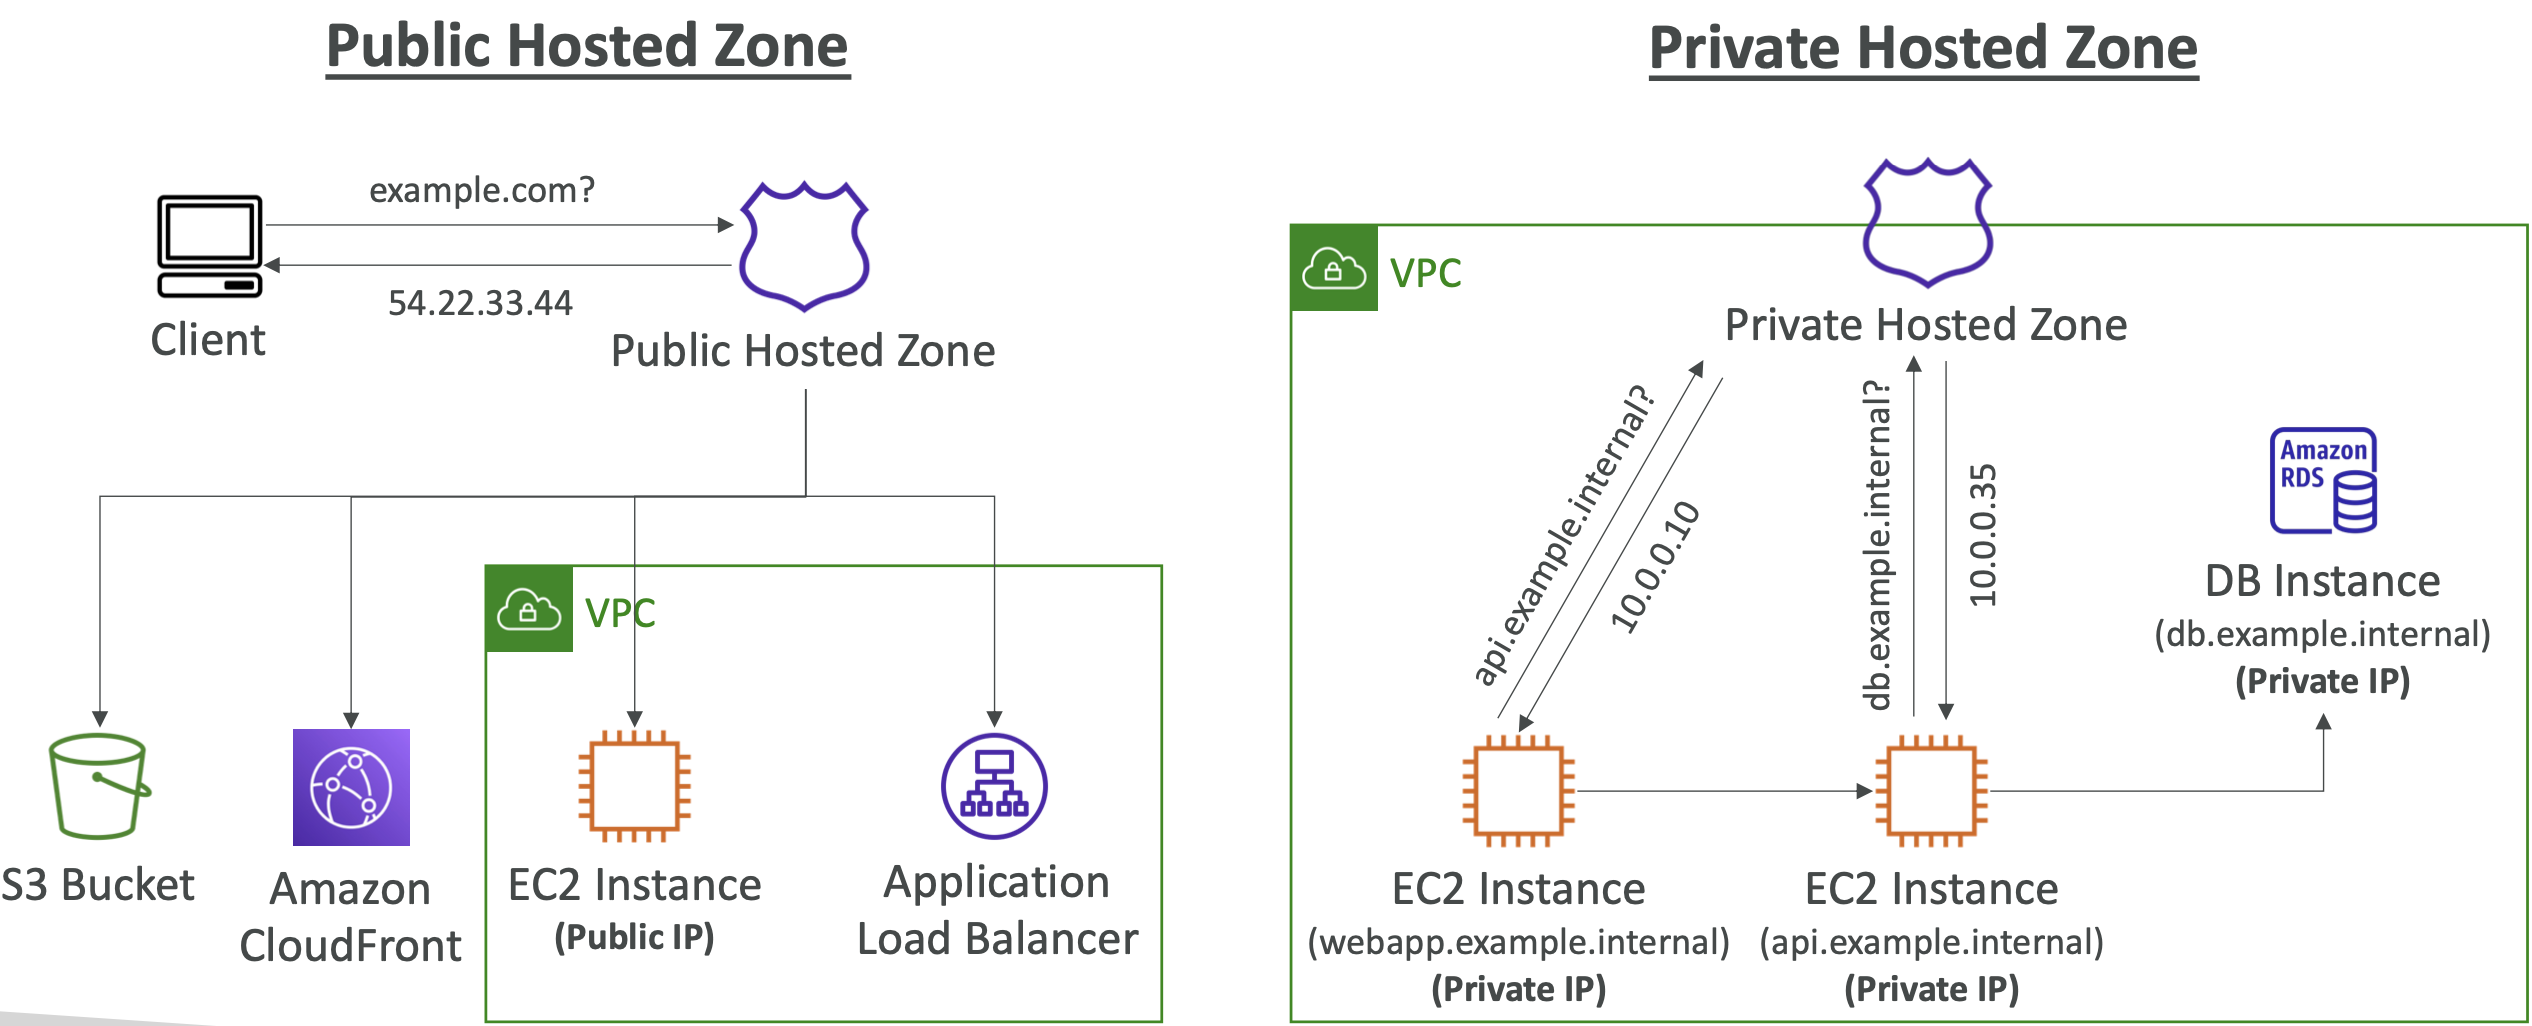 Public Hosted Zone
example.com?
54.22.33.44
Client
Public Hosted Zone
VPC
S3 Bucket
Amazon
CloudFront
EC2 Instance
(Public IP)
Application
Load Balancer
Private Hosted Zone
VPC
Private Hosted Zone
api.example.internal?
10.0.0.10
db.example.internal?
10.0.0.35
Amazon
RDS
DB Instance
(db.example.internal)
(Private IP)
EC2 Instance
(webapp.example.internal)
(Private IP)
EC2 Instance
(api.example.internal)
(Private IP)